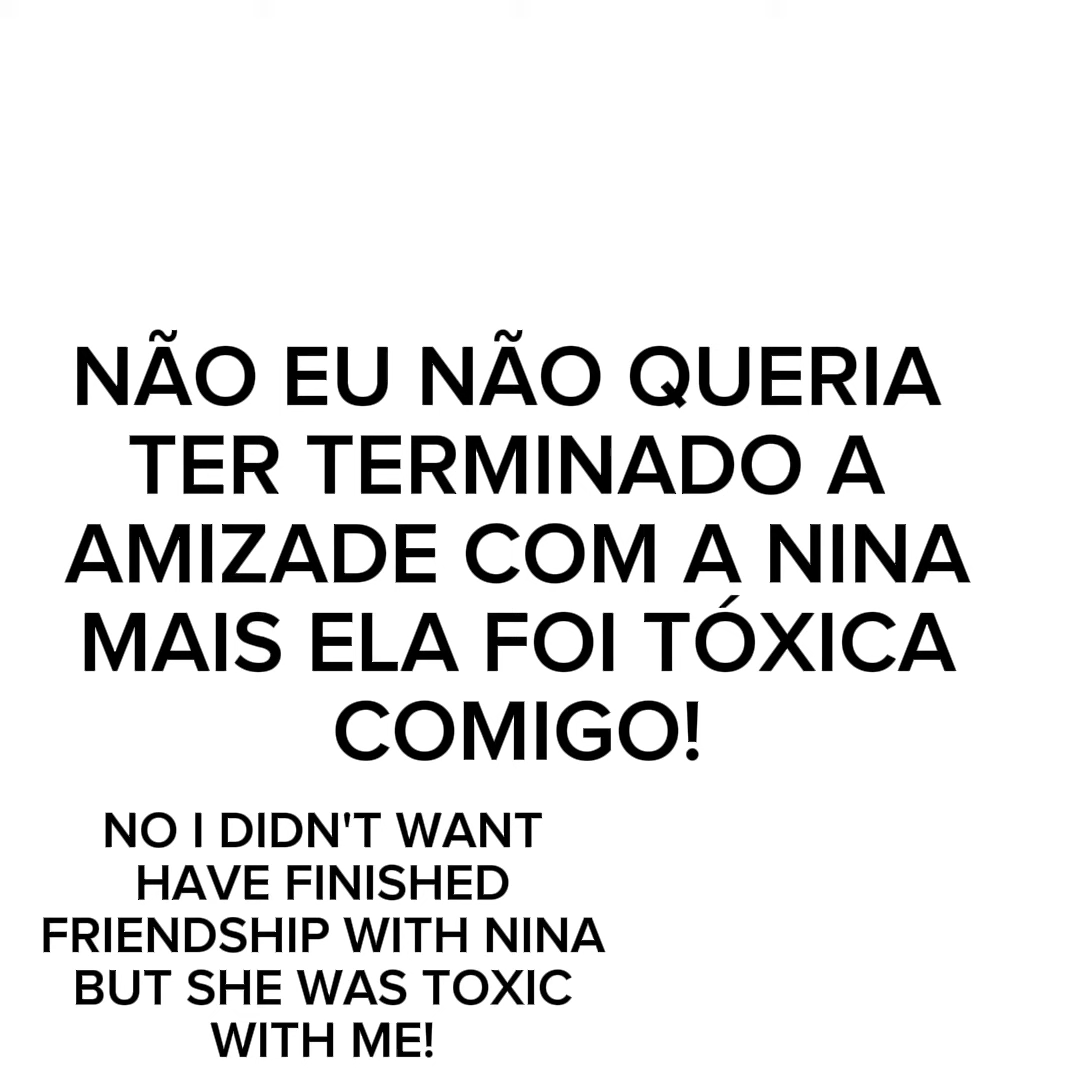 NÃO EU NÃO QUERIA
TER TERMINADO A
AMIZADE COM A NINA
MAIS ELA FOI TÓXICA
COMIGO!
NO I DIDN'T WANT
HAVE FINISHED
FRIENDSHIP WITH NINA
BUT SHE WAS TOXIC
WITH ME!